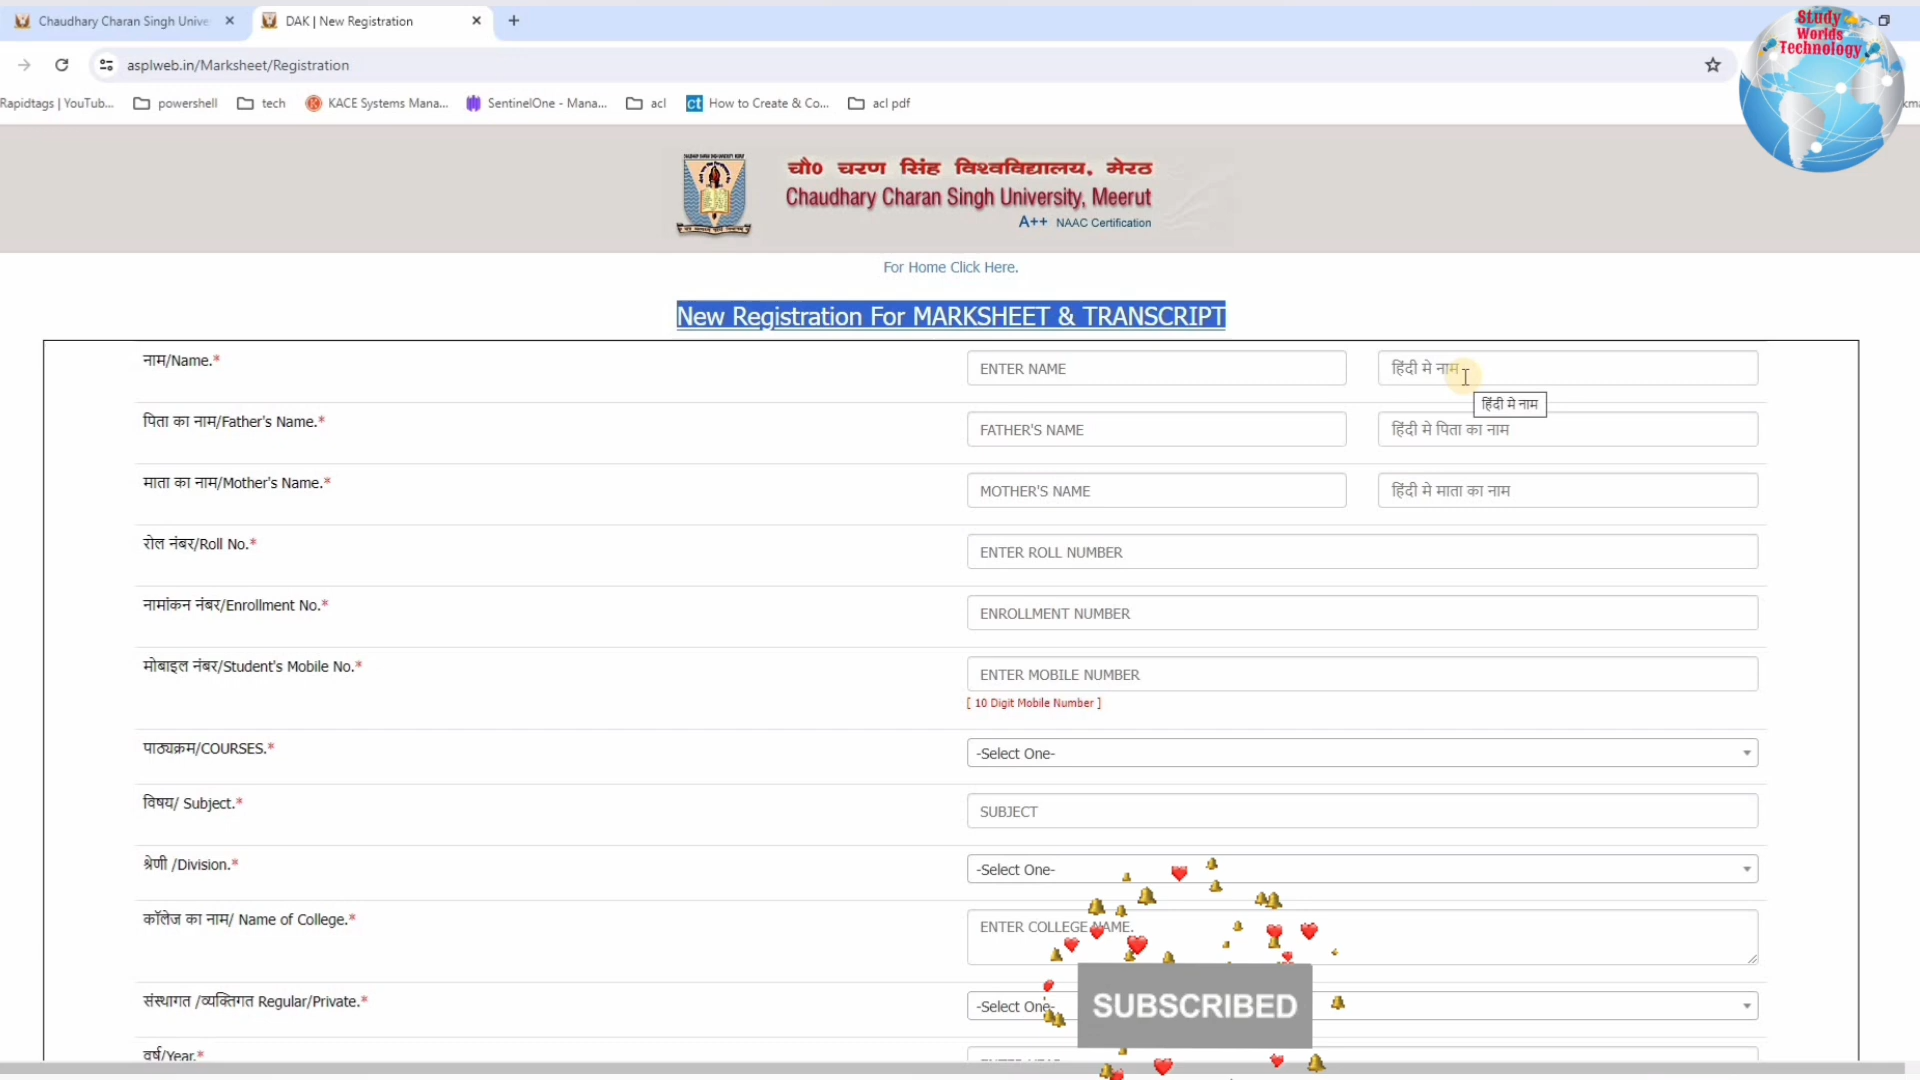 Chaudhary Charan Singh Unive
DAK | New Registration
Study
Worlds
Technology
asplweb.in/Marksheet/Registration
Rapidtags | YouTub...
powershell
tech
KACE Systems Mana...
SentinelOne - Mana...
acl
ct
How to Create & Co...
acl pdf
चौ0 चरण सिंह विश्वविद्यालय, मेरठ
Chaudhary Charan Singh University, Meerut
A++ NAAC Certification
For Home Click Here.
New Registration For MARKSHEET & TRANSCRIPT
नाम/Name.*
ENTER NAME
हिंदी मे नाम
हिंदी मे नाम
पिता का नाम/Father's Name.*
FATHER'S NAME
हिंदी मे पिता का नाम
माता का नाम/Mother's Name.*
MOTHER'S NAME
हिंदी मे माता का नाम
रोल नंबर/Roll No.*
ENTER ROLL NUMBER
नामांकन नंबर/Enrollment No.*
ENROLLMENT NUMBER
मोबाइल नंबर/Student's Mobile No.*
ENTER MOBILE NUMBER
[ 10 Digit Mobile Number ]
पाठ्यक्रम/COURSES.*
-Select One-
विषय/ Subject.*
SUBJECT
श्रेणी /Division.*
-Select One-
कॉलेज का नाम/ Name of College.*
ENTER COLLEGE NAME.
संस्थागत /व्यक्तिगत Regular/Private.*
-Select One-
SUBSCRIBED
वर्ष/Year.*